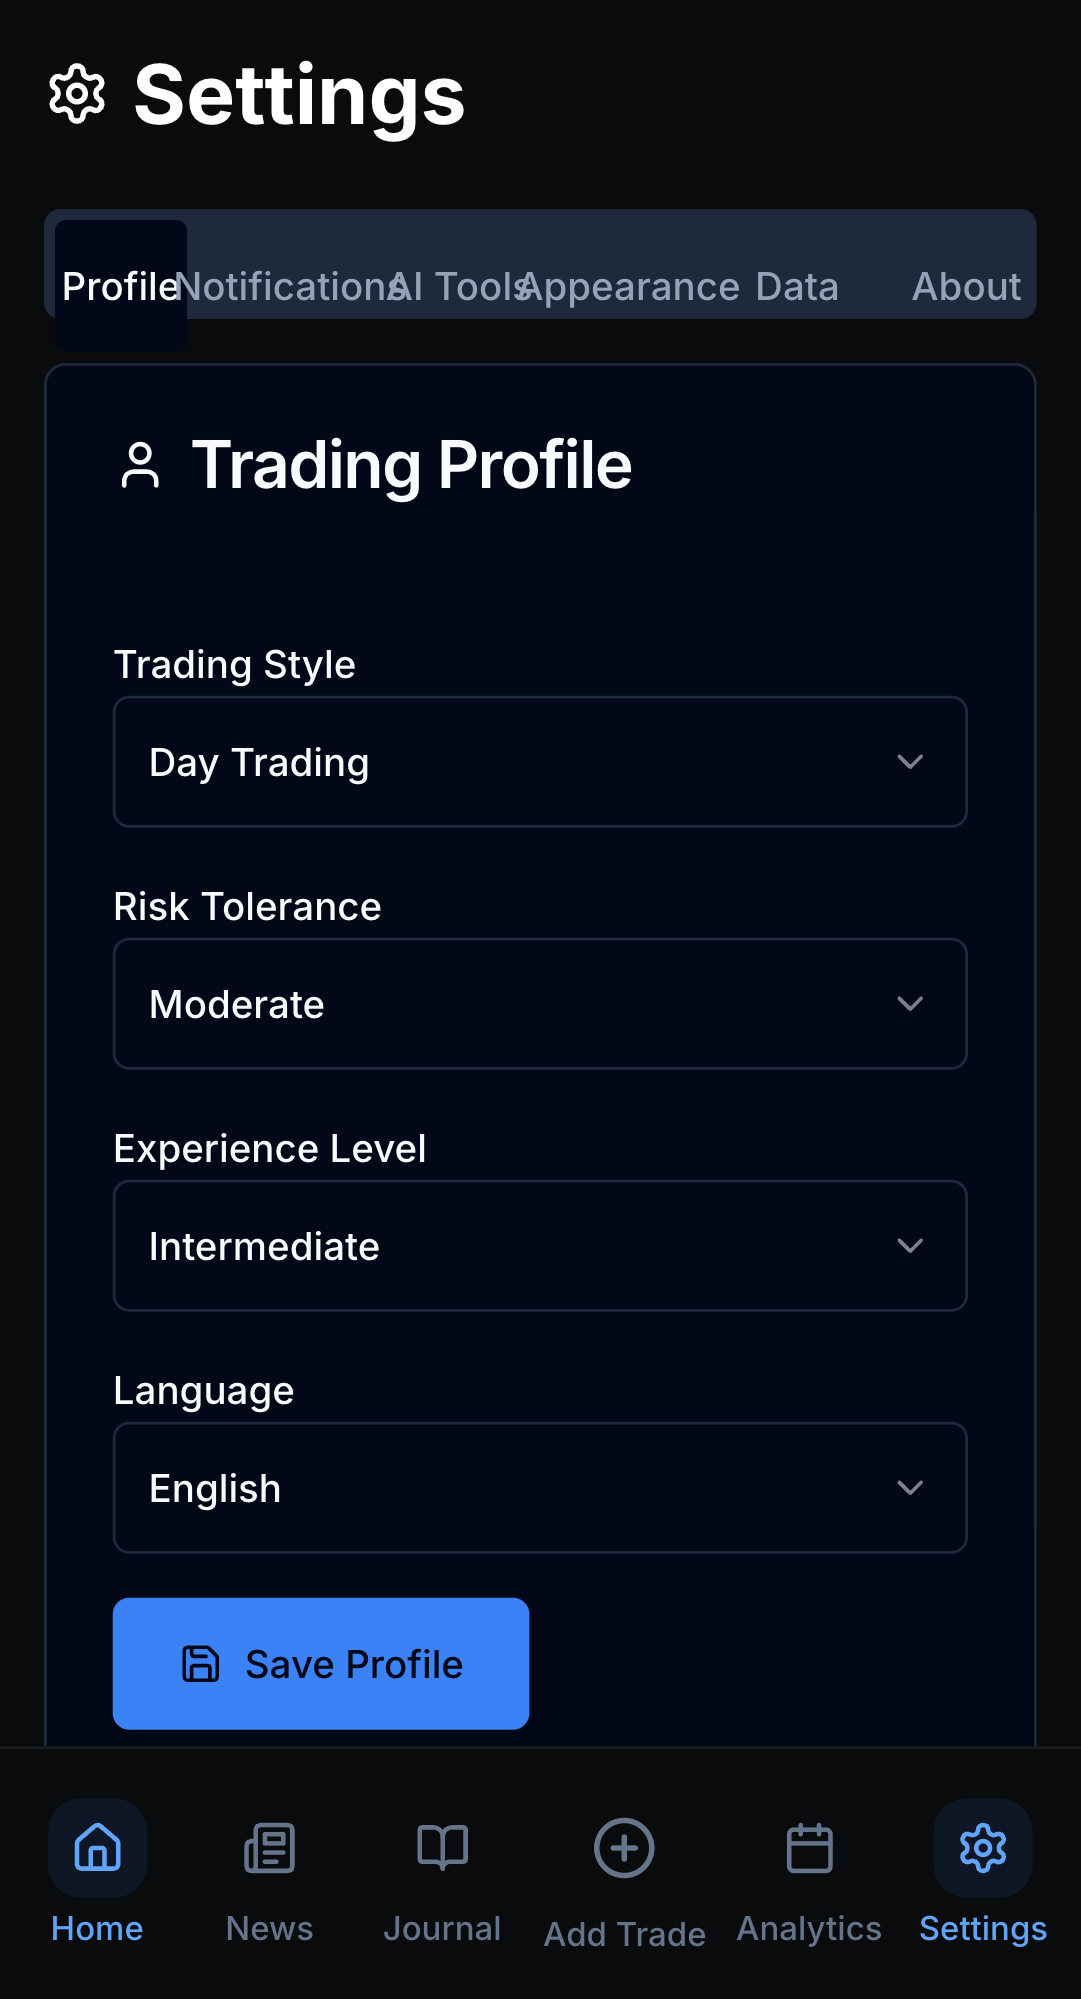 Settings
Profile Notifications AI Tools Appearance Data About
Trading Profile
Trading Style
Day Trading
Risk Tolerance
Moderate
Experience Level
Intermediate
Language
English
Save Profile
Home News Journal Add Trade Analytics Settings